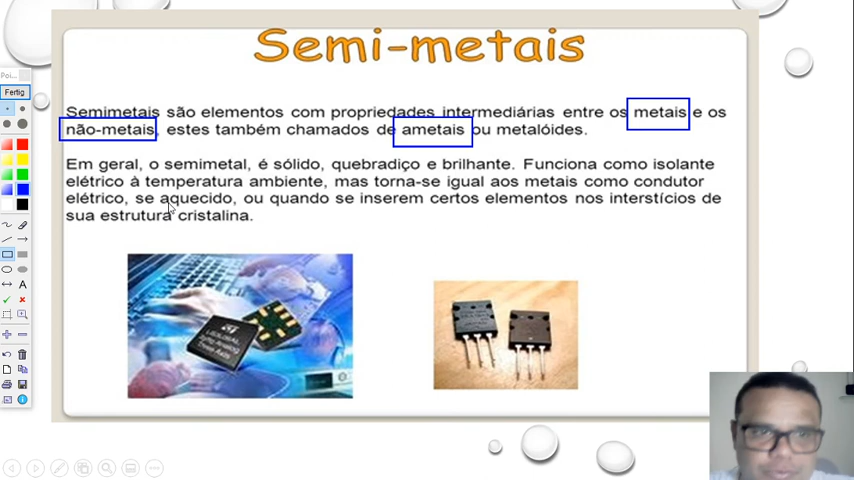 Semi-metais
Poi...
Fertig
Semimetais são elementos com propriedades intermediárias entre os metais e os
não-metais, estes também chamados de ametais ou metalóides.
Em geral, o semimetal, é sólido, quebradiço e brilhante. Funciona como isolante
elétrico à temperatura ambiente, mas torna-se igual aos metais como condutor
elétrico, se aquecido, ou quando se inserem certos elementos nos interstícios de
sua estrutura cristalina.
A